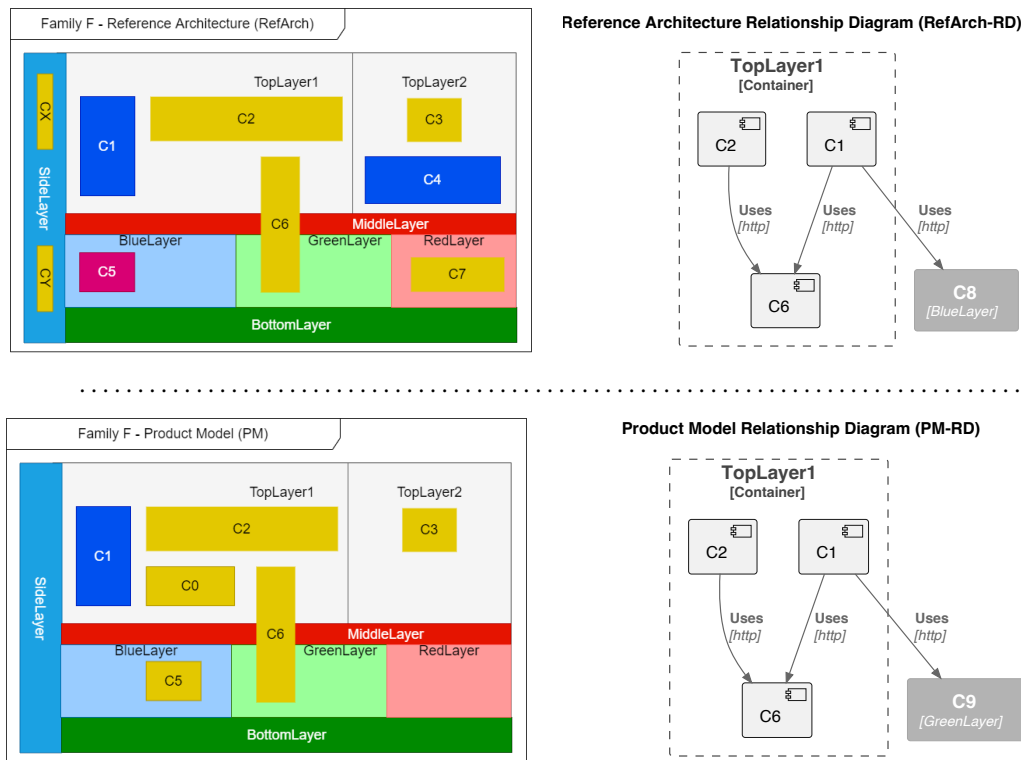 Family F - Reference Architecture (RefArch)
TopLayer1
TopLayer2
CX
C2
C3
C1
C4
SideLayer
C6
MiddleLayer
BlueLayer
GreenLayer
RedLayer
C5
CY
C7
BottomLayer
Reference Architecture Relationship Diagram (RefArch-RD)
TopLayer1
[Container]
C2
C1
Uses
[http]
Uses
[http]
Uses
[http]
C6
C8
[BlueLayer]
Family F - Product Model (PM)
TopLayer1
TopLayer2
C2
C3
C1
C0
SideLayer
C6
MiddleLayer
BlueLayer
GreenLayer
RedLayer
C5
BottomLayer
Product Model Relationship Diagram (PM-RD)
TopLayer1
[Container]
C2
C1
Uses
[http]
Uses
[http]
Uses
[http]
C6
C9
[GreenLayer]